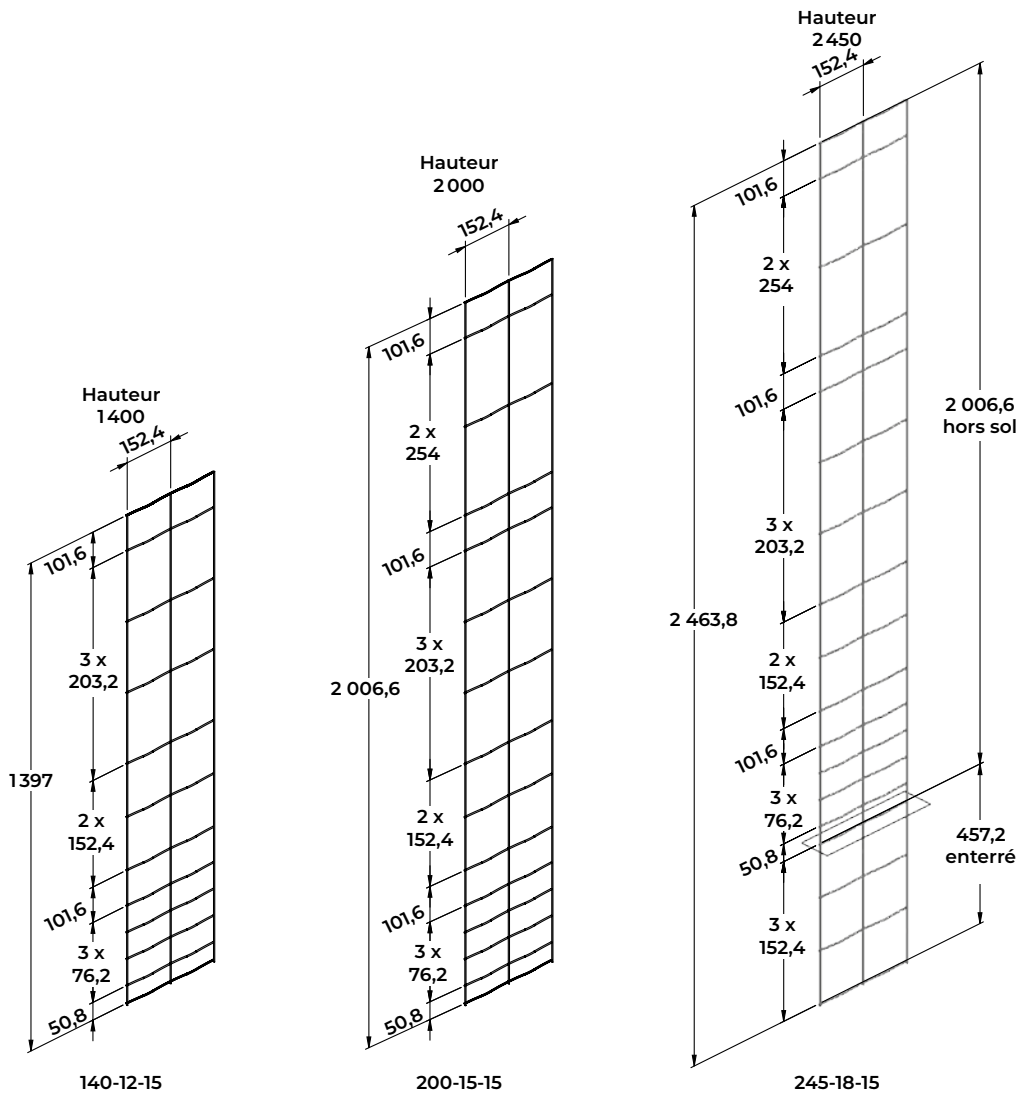 Hauteur
1400
152,4
101,6
3 x
203,2
1397
2 x
152,4
101,6
3 x
76,2
50,8
140-12-15
Hauteur
2000
152,4
101,6
2 x
254
101,6
3 x
203,2
2 006,6
2 x
152,4
101,6
3 x
76,2
50,8
200-15-15
Hauteur
2450
152,4
101,6
2 x
254
101,6
2 006,6
hors sol
3 x
203,2
2 463,8
2 x
152,4
101,6
3 x
76,2
50,8
457,2
enterré
3 x
152,4
245-18-15